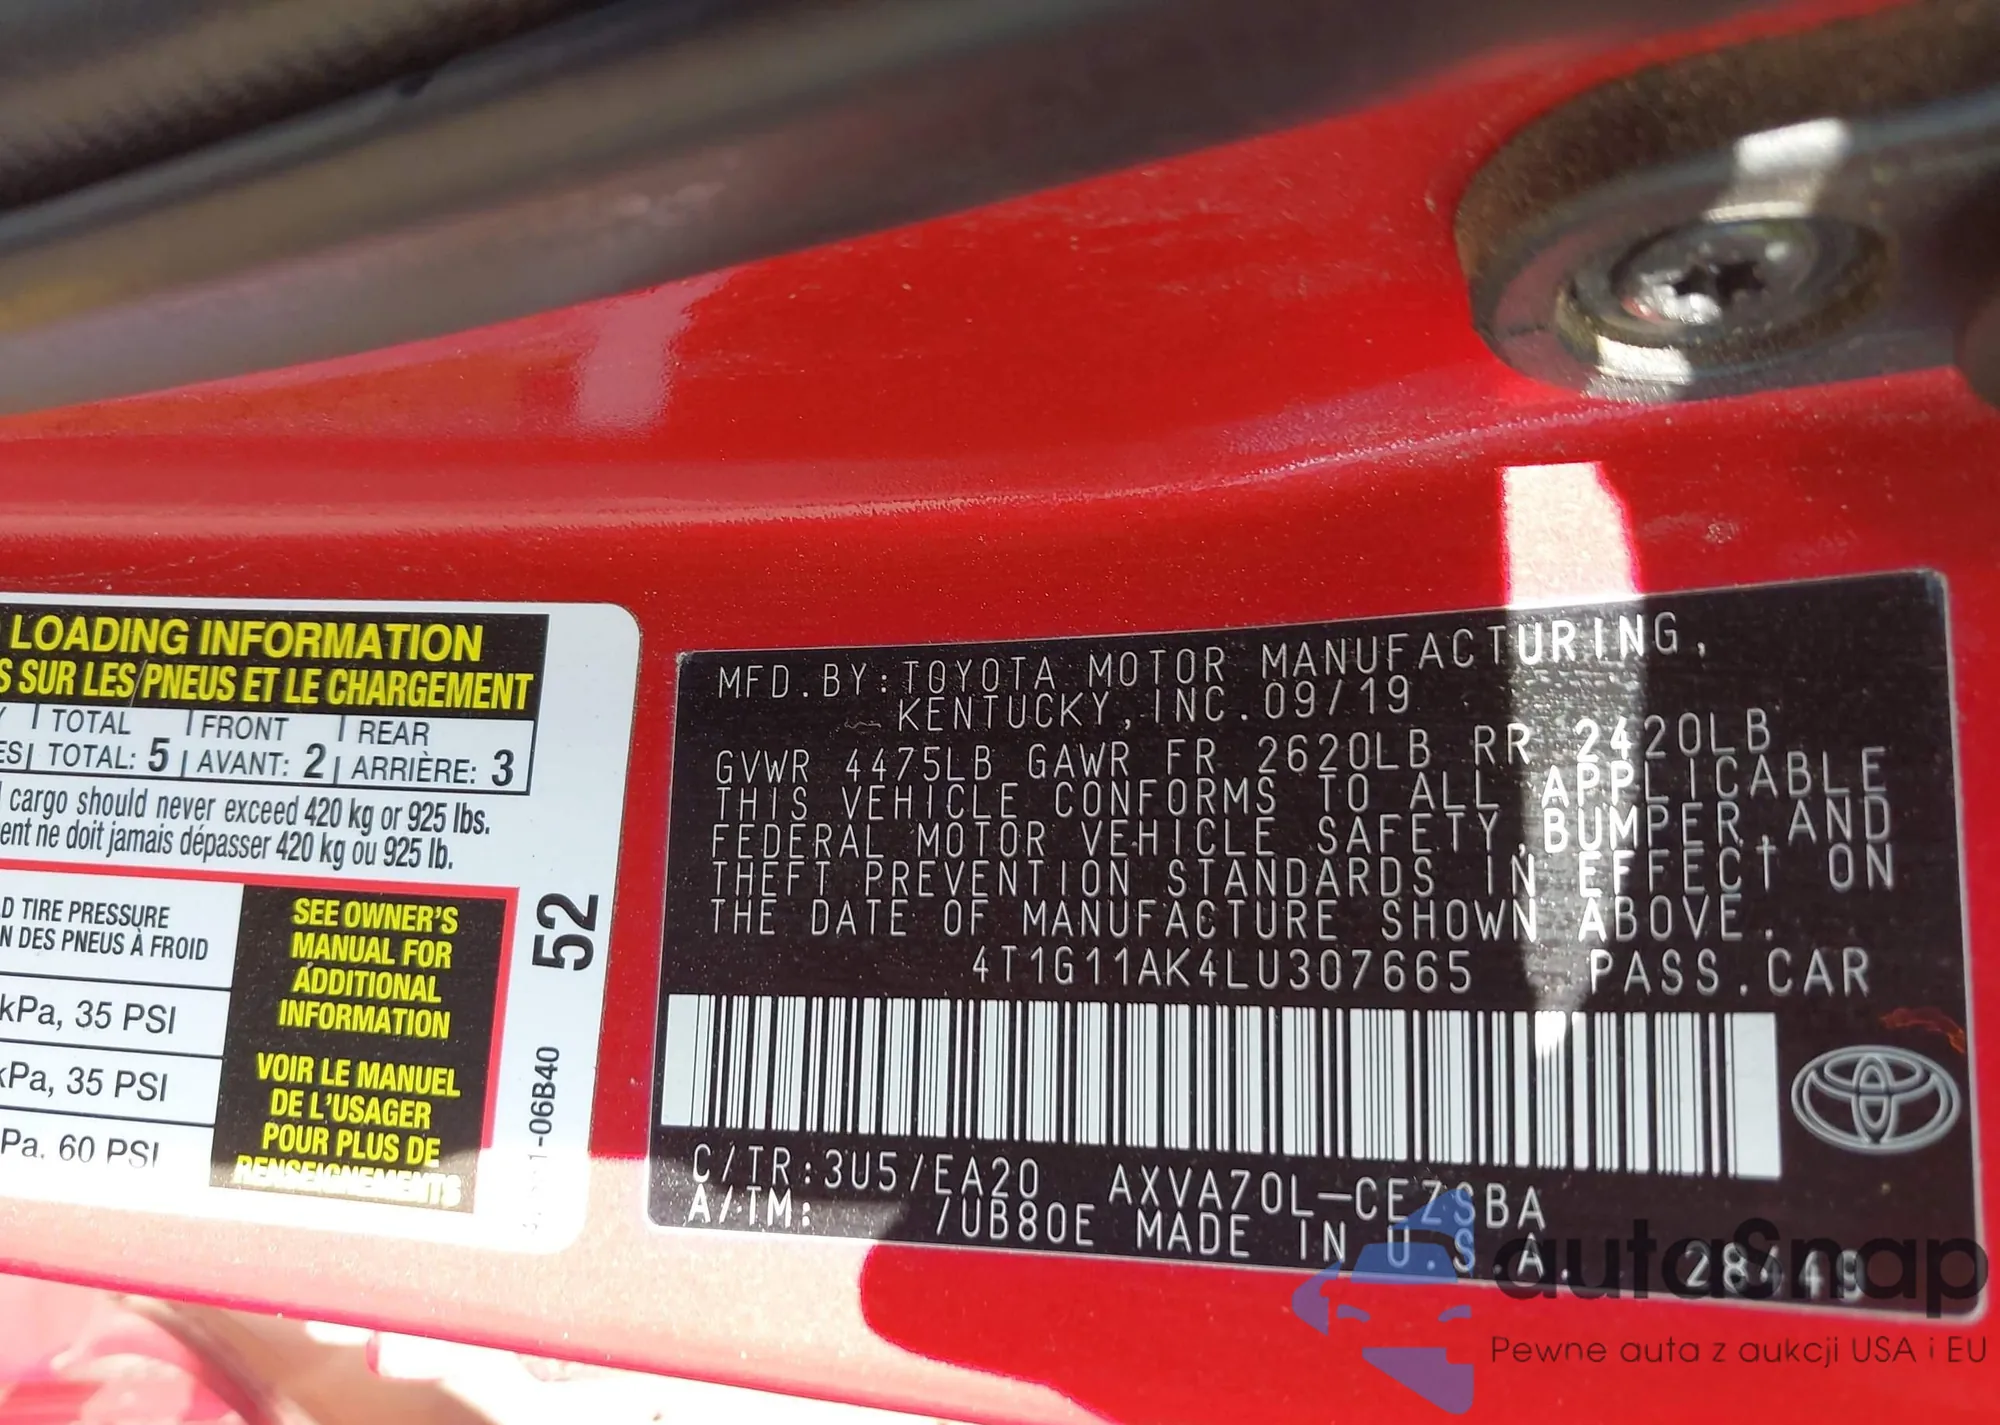 LOADING INFORMATION
S SUR LES PNEUS ET LE CHARGEMENT
TOTAL FRONT REAR
TOTAL: 5 AVANT: 2 ARRIÈRE: 3
cargo should never exceed 420 kg or 925 lbs.
ent ne doit jamais dépasser 420 kg ou 925 lb.
D TIRE PRESSURE
N DES PNEUS À FROID
kPa, 35 PSI
kPa, 35 PSI
Pa. 60 PSI
SEE OWNER'S
MANUAL FOR
ADDITIONAL
INFORMATION
VOIR LE MANUEL
DE L'USAGER
POUR PLUS DE
RENSEIGNEMENTS
52
1-06B40
MFD.BY:TOYOTA MOTOR MANUFACTURING,
KENTUCKY,INC.09/19
GVWR 4475LB GAWR FR 2620LB RR 2420LB
THIS VEHICLE CONFORMS TO ALL APPLICABLE
FEDERAL MOTOR VEHICLE SAFETY,BUMPER,AND
THEFT PREVENTION STANDARDS IN EFFECT ON
THE DATE OF MANUFACTURE SHOWN ABOVE.
4T1G11AK4LU307665 PASS.CAR
C/TR:3U5/EA20 AXVA70L-CEZSBA
A/TM: /UB80E MADE IN U.S.A. 28449
autasnap
Pewne auta z aukcji USA i EU